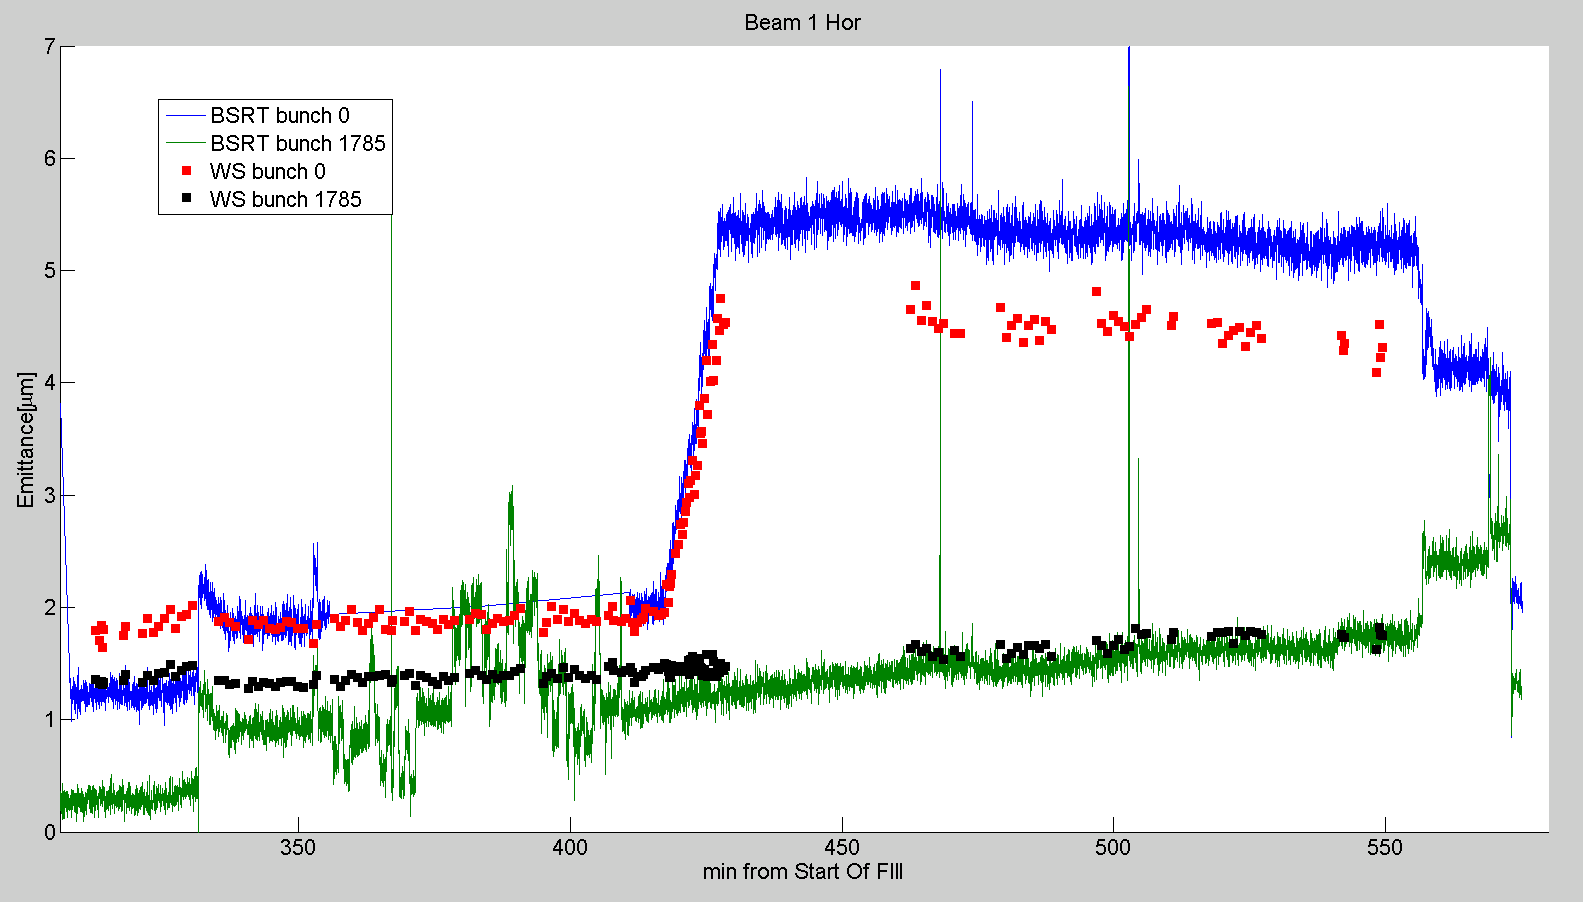 Beam 1 Hor
7
6
5
4
3
2
1
0
Emittance[µm]
BSRT bunch 0
BSRT bunch 1785
WS bunch 0
WS bunch 1785
350
400
450
500
550
min from Start Of FIll